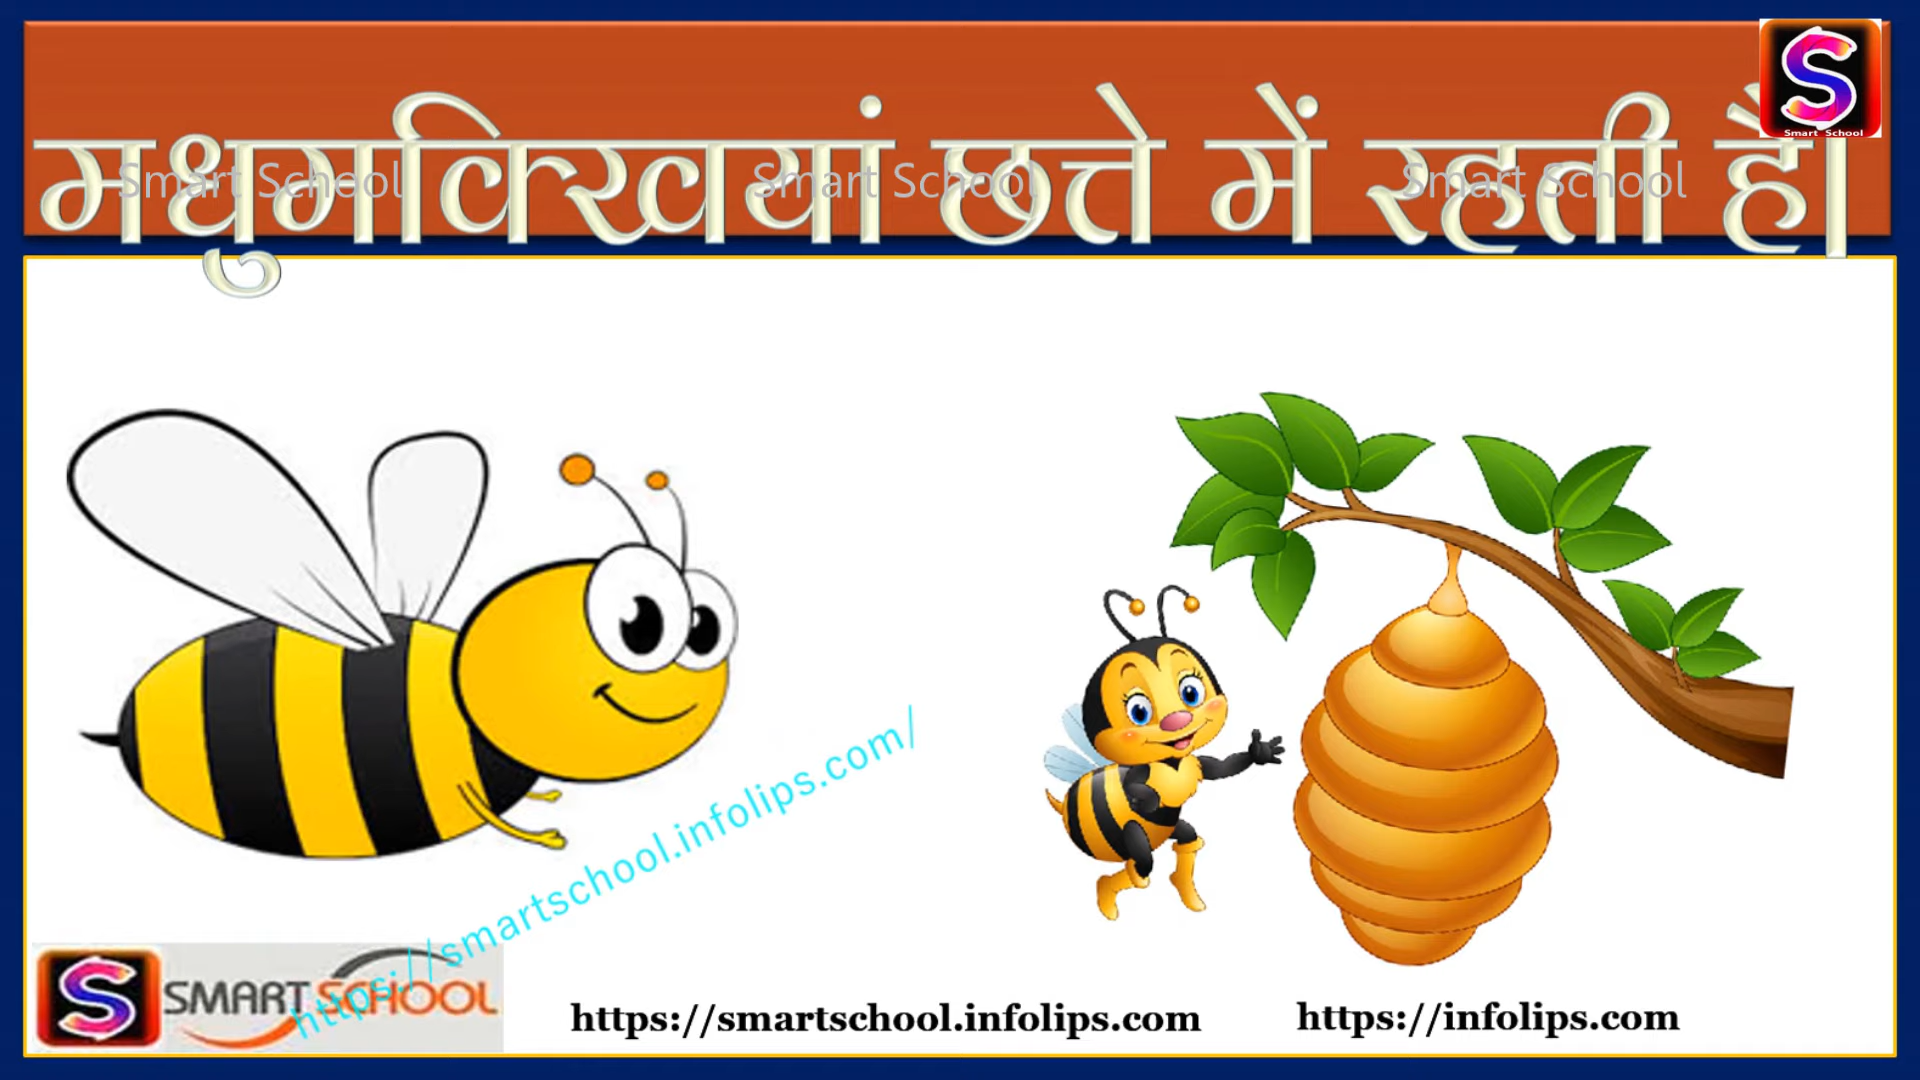 मधुमक्खियां छत्ते में रहती हैं।
Smart School Smart School Smart School
Smart School
https://smartschool.infolips.com/
SMART SCHOOL
https://smartschool.infolips.com https://infolips.com